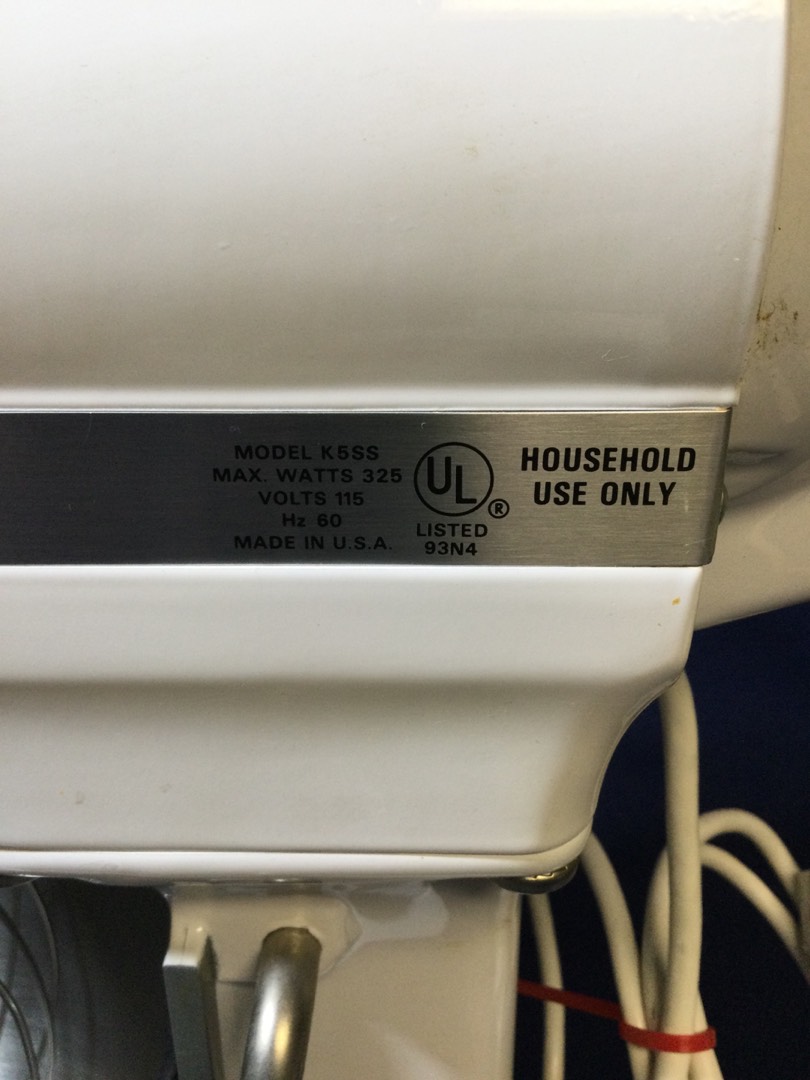 MODEL K5SS
MAX. WATTS 325
VOLTS 115
Hz 60
MADE IN U.S.A.
UL ®
LISTED
93N4
HOUSEHOLD
USE ONLY